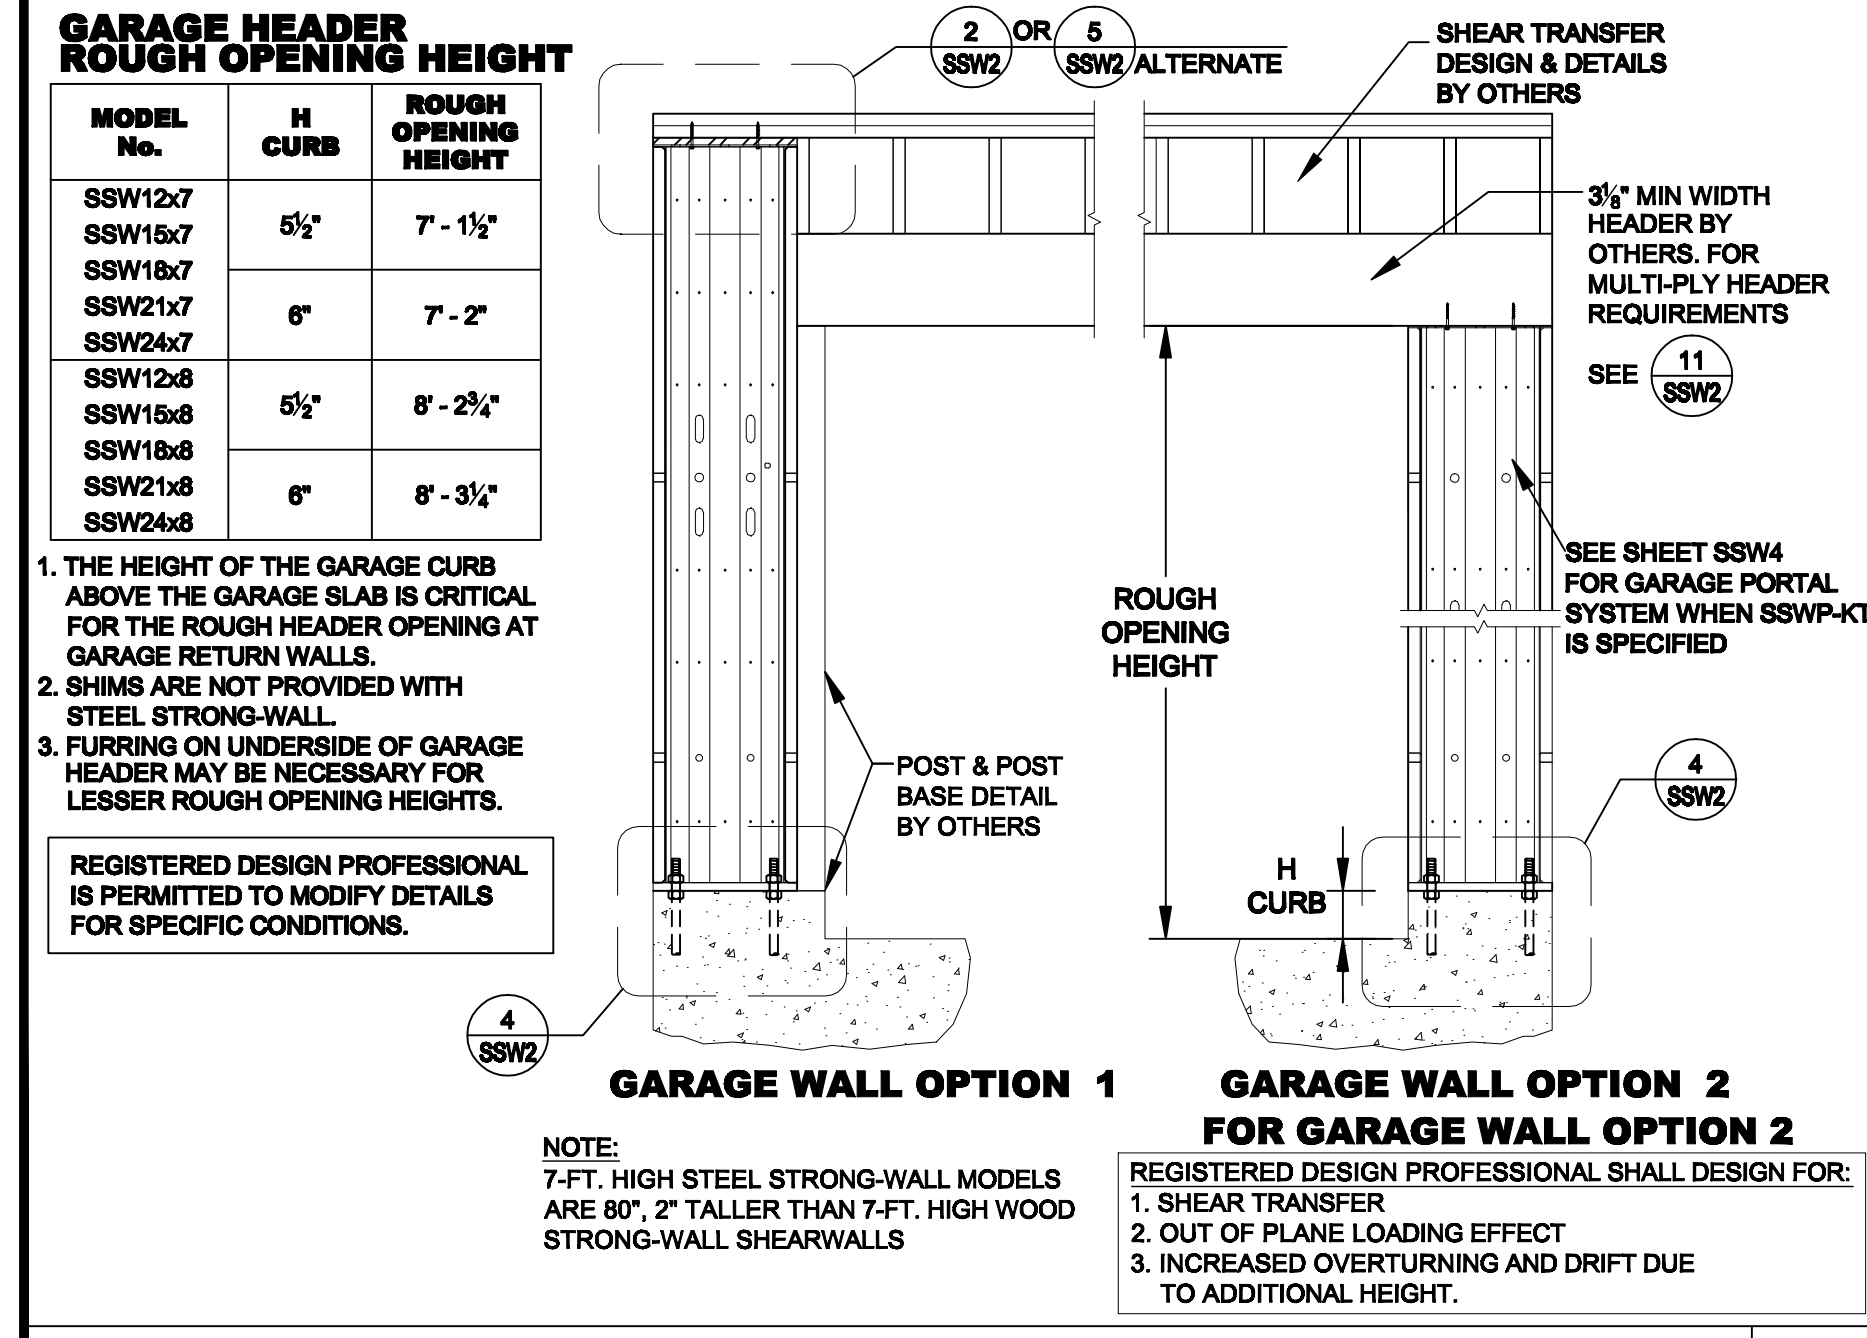 GARAGE HEADER
ROUGH OPENING HEIGHT
MODEL
No.
H
CURB
ROUGH
OPENING
HEIGHT
SSW12x7
SSW15x7
SSW18x7
SSW21x7
SSW24x7
5½"
7' - 1½"
6"
7' - 2"
SSW12x8
SSW15x8
SSW18x8
SSW21x8
SSW24x8
5½"
8' - 2¾"
6"
8' - 3¼"
1. THE HEIGHT OF THE GARAGE CURB
ABOVE THE GARAGE SLAB IS CRITICAL
FOR THE ROUGH HEADER OPENING AT
GARAGE RETURN WALLS.
2. SHIMS ARE NOT PROVIDED WITH
STEEL STRONG-WALL.
3. FURRING ON UNDERSIDE OF GARAGE
HEADER MAY BE NECESSARY FOR
LESSER ROUGH OPENING HEIGHTS.
REGISTERED DESIGN PROFESSIONAL
IS PERMITTED TO MODIFY DETAILS
FOR SPECIFIC CONDITIONS.
2
SSW2
OR
5
SSW2
ALTERNATE
SHEAR TRANSFER
DESIGN & DETAILS
BY OTHERS
3⅛" MIN WIDTH
HEADER BY
OTHERS. FOR
MULTI-PLY HEADER
REQUIREMENTS
SEE
11
SSW2
SEE SHEET SSW4
FOR GARAGE PORTAL
SYSTEM WHEN SSWP-KT
IS SPECIFIED
ROUGH
OPENING
HEIGHT
POST & POST
BASE DETAIL
BY OTHERS
H
CURB
4
SSW2
4
SSW2
GARAGE WALL OPTION 1
GARAGE WALL OPTION 2
NOTE:
7-FT. HIGH STEEL STRONG-WALL MODELS
ARE 80", 2" TALLER THAN 7-FT. HIGH WOOD
STRONG-WALL SHEARWALLS
FOR GARAGE WALL OPTION 2
REGISTERED DESIGN PROFESSIONAL SHALL DESIGN FOR:
1. SHEAR TRANSFER
2. OUT OF PLANE LOADING EFFECT
3. INCREASED OVERTURNING AND DRIFT DUE
TO ADDITIONAL HEIGHT.